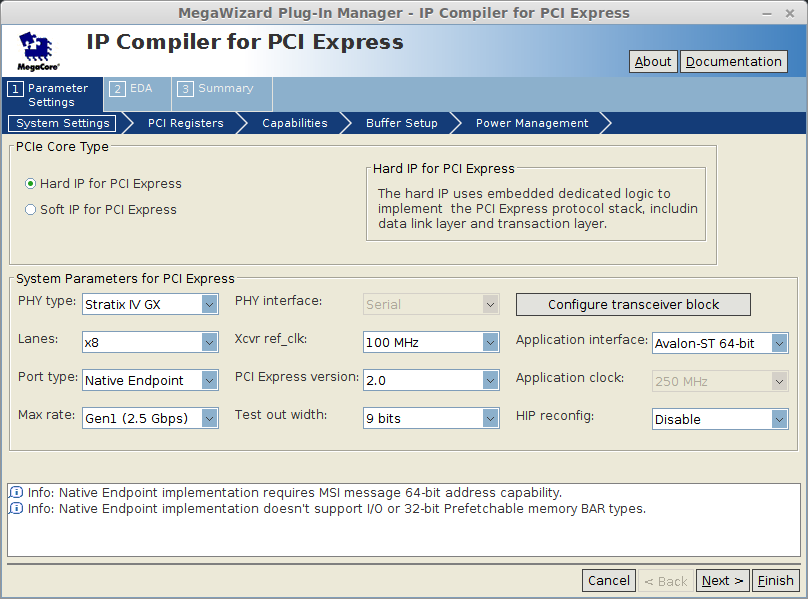 MegaWizard Plug-In Manager - IP Compiler for PCI Express
MegaCore®
IP Compiler for PCI Express
About
Documentation
1 Parameter
Settings
2 EDA
3 Summary
System Settings
PCI Registers
Capabilities
Buffer Setup
Power Management
PCIe Core Type
Hard IP for PCI Express
Soft IP for PCI Express
Hard IP for PCI Express
The hard IP uses embedded dedicated logic to
implement the PCI Express protocol stack, includin
data link layer and transaction layer.
System Parameters for PCI Express
PHY type: Stratix IV GX
PHY interface: Serial
Configure transceiver block
Lanes: x8
Xcvr ref_clk: 100 MHz
Application interface: Avalon-ST 64-bit
Port type: Native Endpoint
PCI Express version: 2.0
Application clock: 250 MHz
Max rate: Gen1 (2.5 Gbps)
Test out width: 9 bits
HIP reconfig: Disable
Info: Native Endpoint implementation requires MSI message 64-bit address capability.
Info: Native Endpoint implementation doesn't support I/O or 32-bit Prefetchable memory BAR types.
Cancel
< Back
Next >
Finish